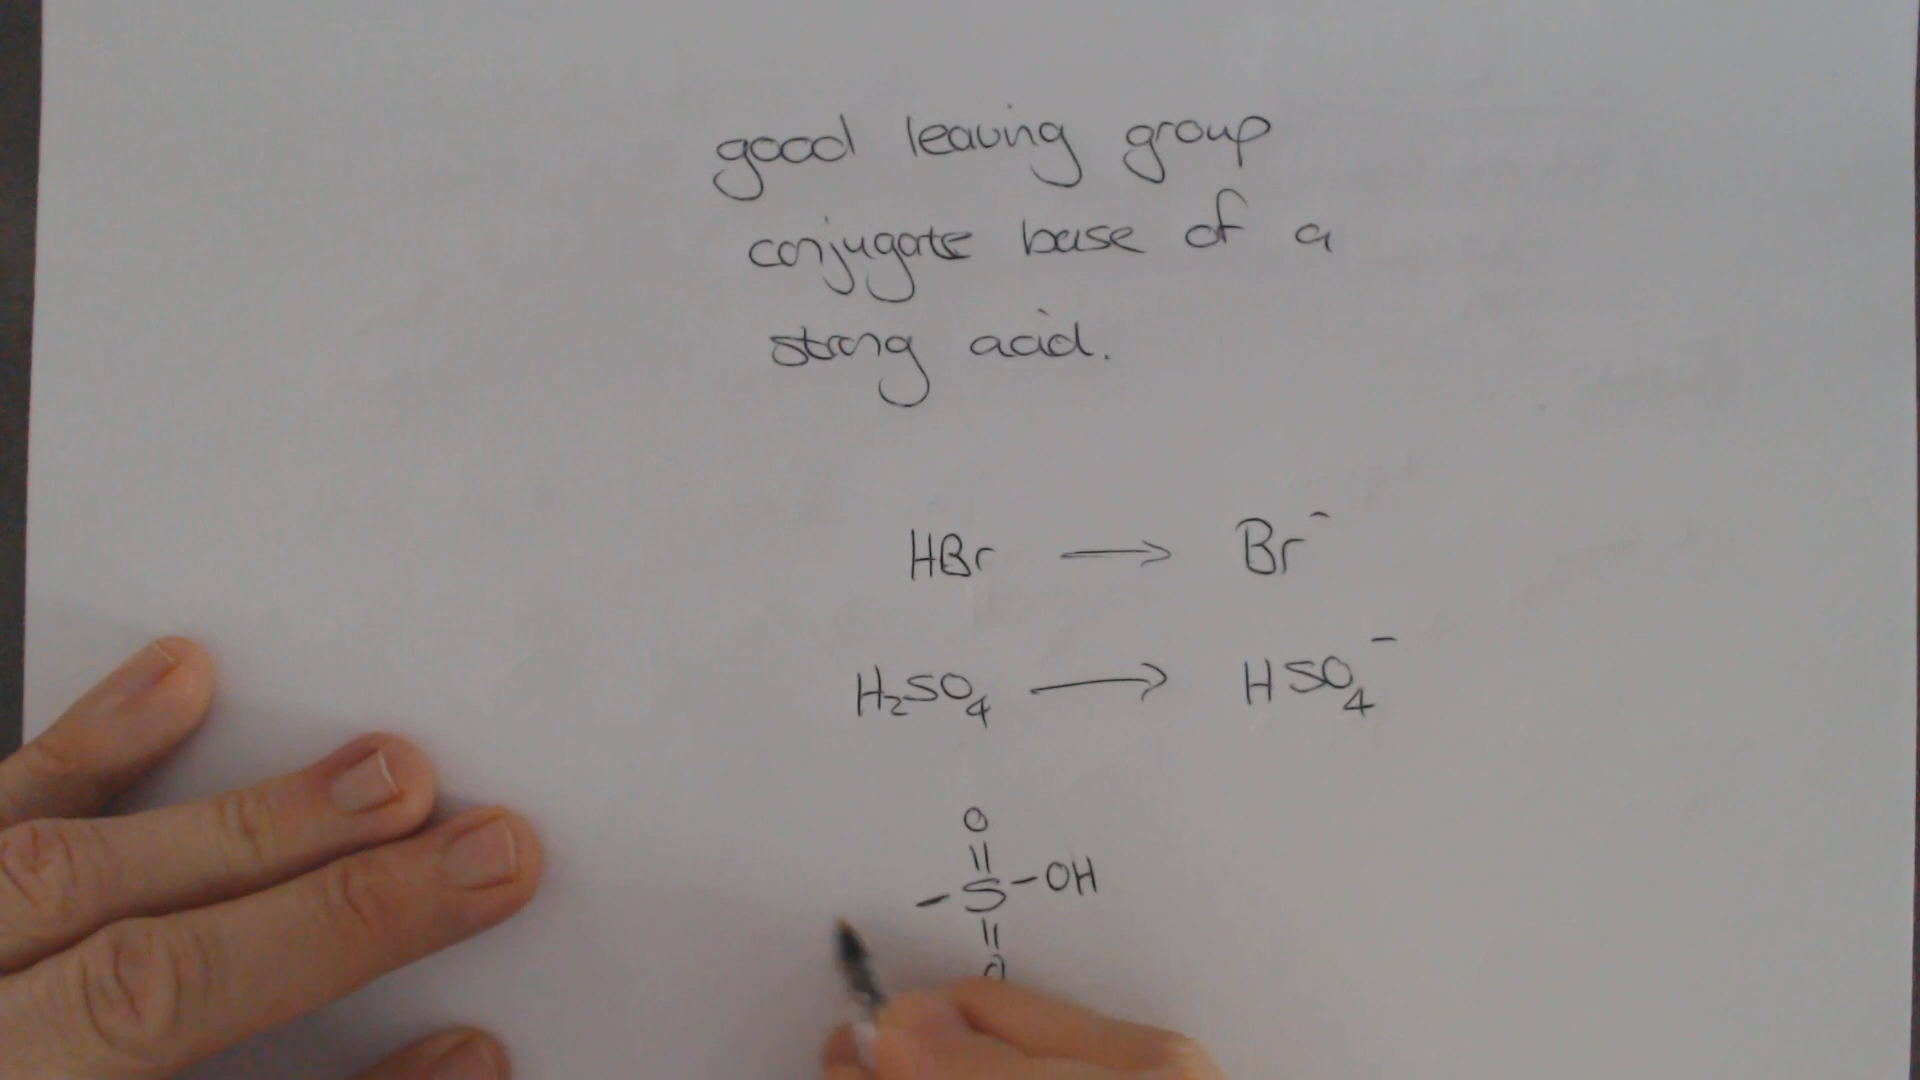 good leaving group
conjugate base of a
strong acid.
HBr → Br⁻
H₂SO₄ → HSO₄⁻
O
||
-S-OH
||
O